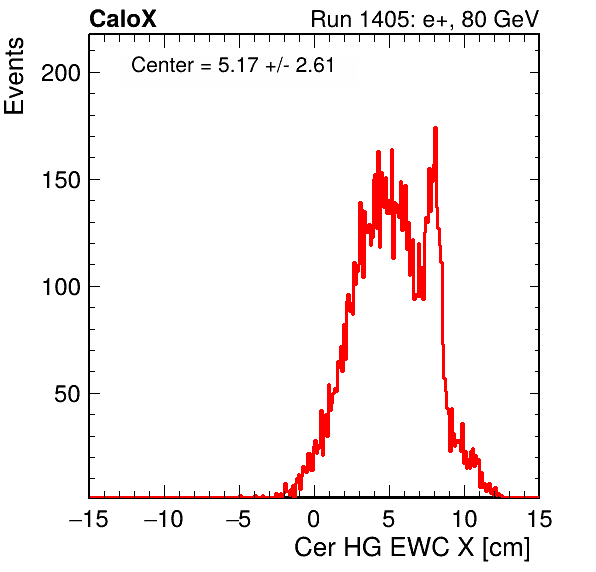 CaloX Run 1405: e+, 80 GeV
Events
Center = 5.17 +/- 2.61
200
150
100
50
−15 −10 −5 0 5 10 15
Cer HG EWC X [cm]